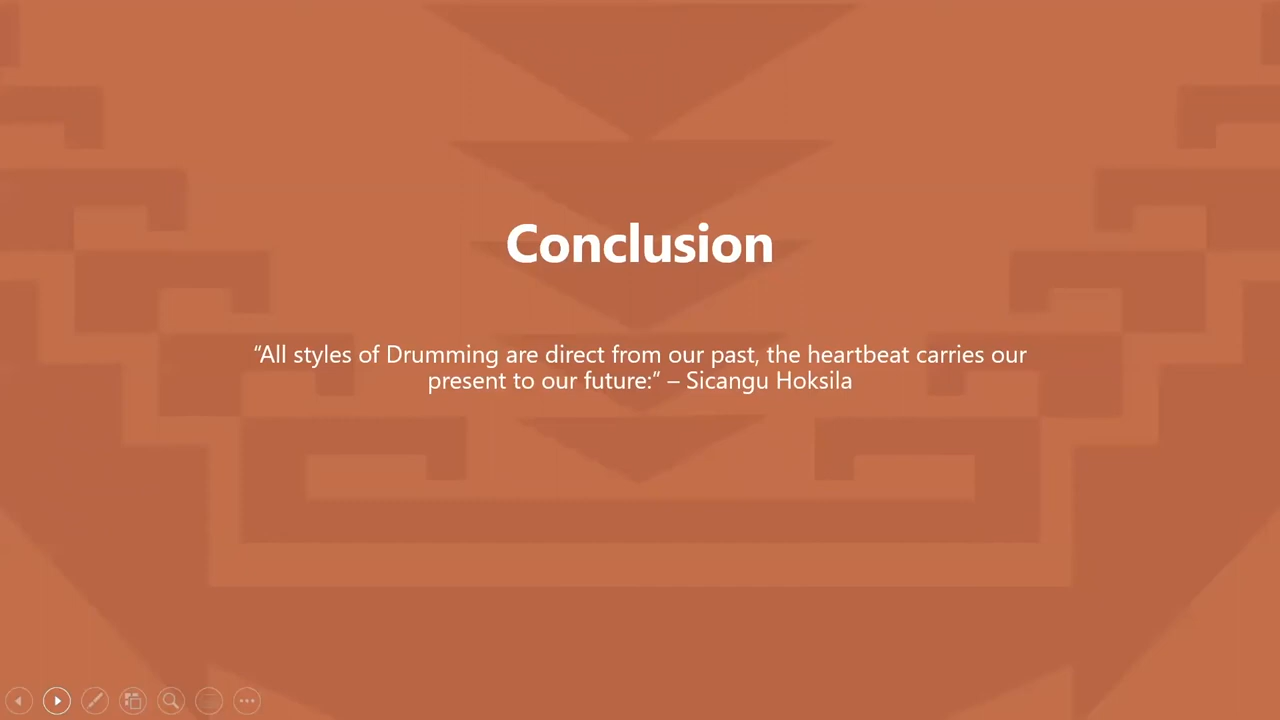 Conclusion
“All styles of Drumming are direct from our past, the heartbeat carries our
present to our future:” – Sicangu Hoksila